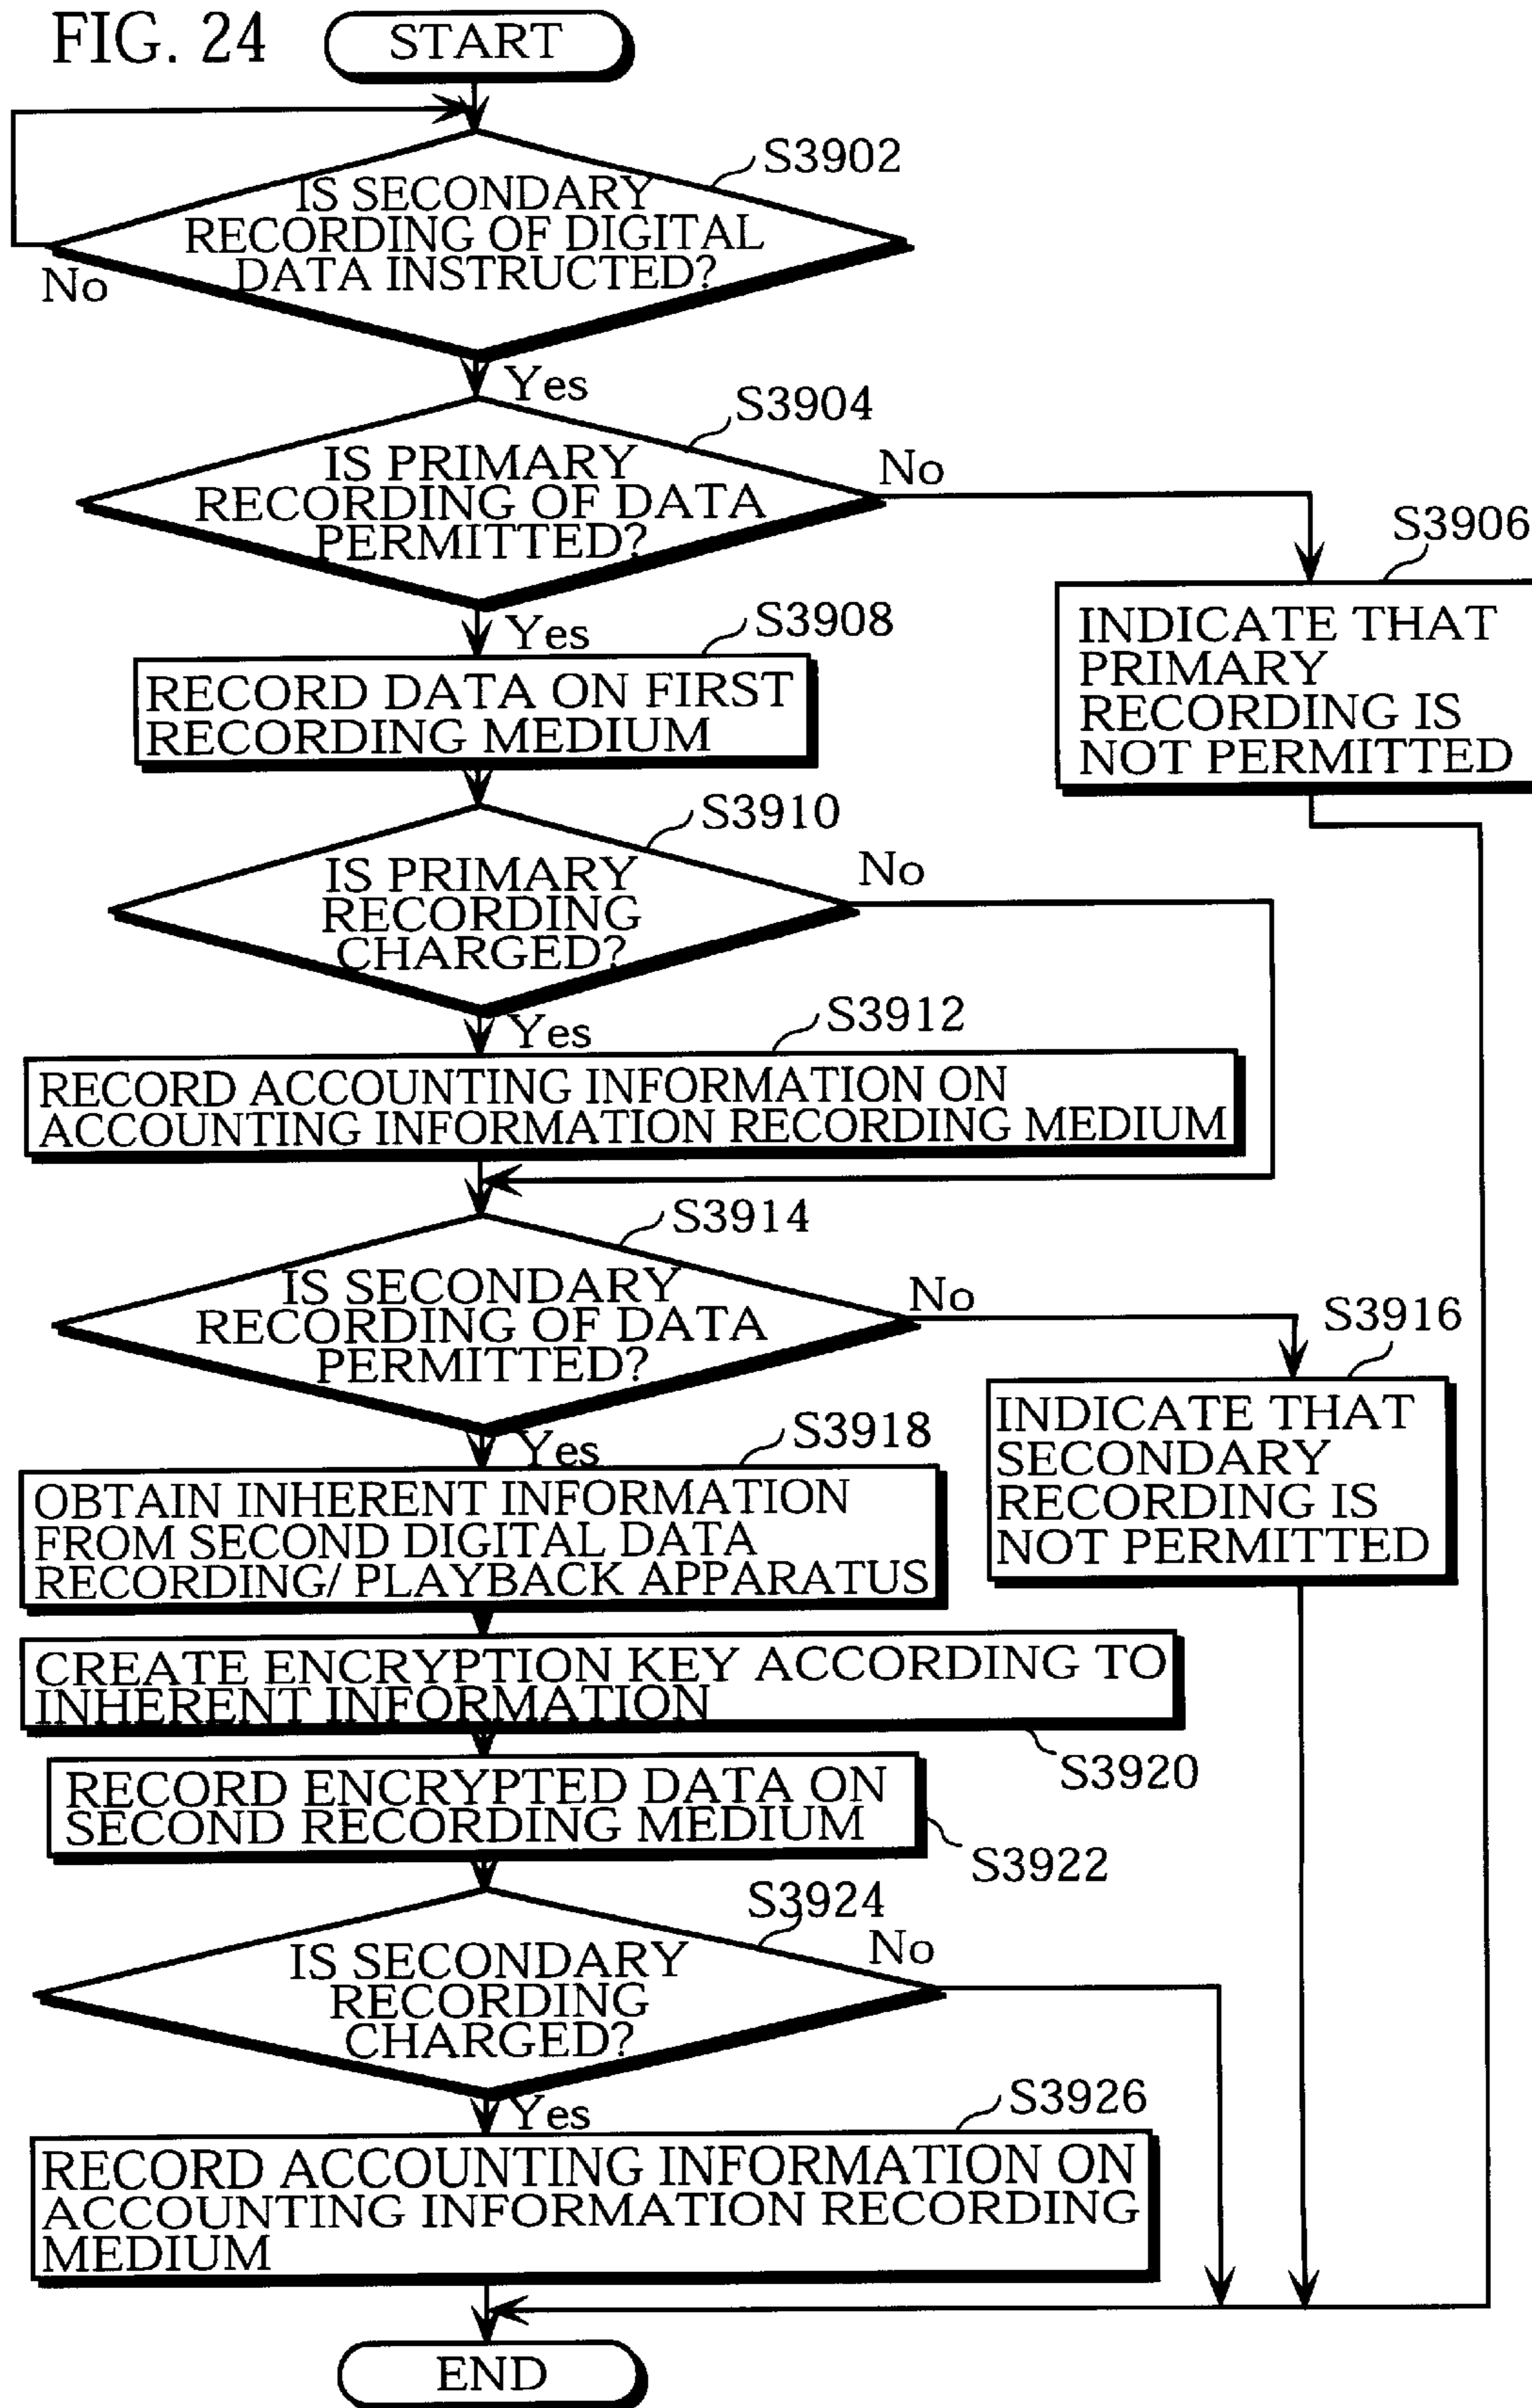 FIG. 24
START
S3902
IS SECONDARY
RECORDING OF DIGITAL
DATA INSTRUCTED?
No
Yes
S3904
IS PRIMARY
RECORDING OF DATA
PERMITTED?
No
S3906
INDICATE THAT
PRIMARY
RECORDING IS
NOT PERMITTED
Yes
S3908
RECORD DATA ON FIRST
RECORDING MEDIUM
S3910
IS PRIMARY
RECORDING
CHARGED?
No
Yes
S3912
RECORD ACCOUNTING INFORMATION ON
ACCOUNTING INFORMATION RECORDING MEDIUM
S3914
IS SECONDARY
RECORDING OF DATA
PERMITTED?
No
S3916
INDICATE THAT
SECONDARY
RECORDING IS
NOT PERMITTED
Yes
S3918
OBTAIN INHERENT INFORMATION
FROM SECOND DIGITAL DATA
RECORDING/ PLAYBACK APPARATUS
CREATE ENCRYPTION KEY ACCORDING TO
INHERENT INFORMATION
S3920
RECORD ENCRYPTED DATA ON
SECOND RECORDING MEDIUM
S3922
S3924
IS SECONDARY
RECORDING
CHARGED?
No
Yes
S3926
RECORD ACCOUNTING INFORMATION ON
ACCOUNTING INFORMATION RECORDING
MEDIUM
END